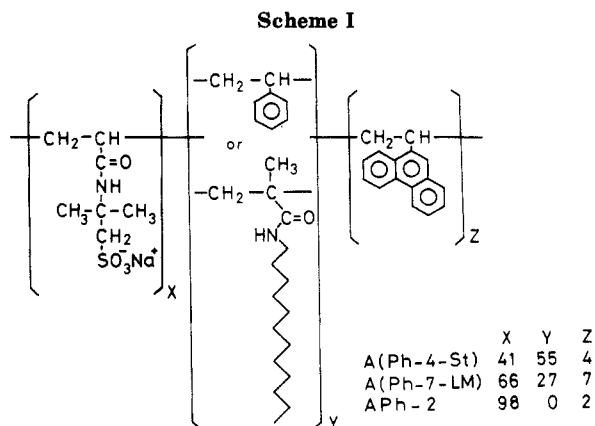 Scheme I
CH₂—CH
C=O
NH
CH₃-C-CH₃
CH₂
SO₃⁻Na⁺
X
—CH₂—CH—
or
CH₃
—CH₂—C—
C=O
HN
Y
CH₂—CH
Z
X Y Z
A(Ph-4-St) 41 55 4
A(Ph-7-LM) 66 27 7
APh-2 98 0 2